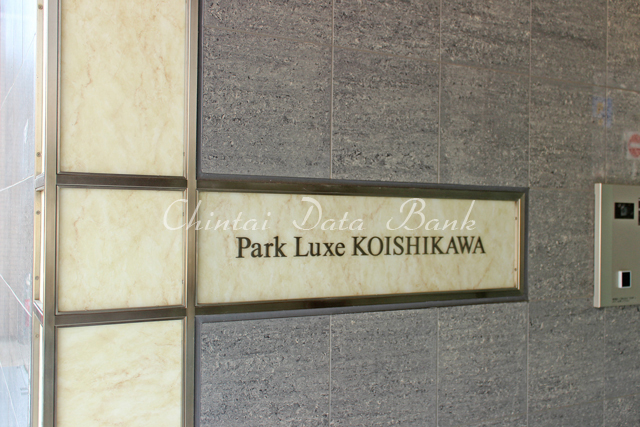 Chintai Data Bank
Park Luxe KOISHIKAWA